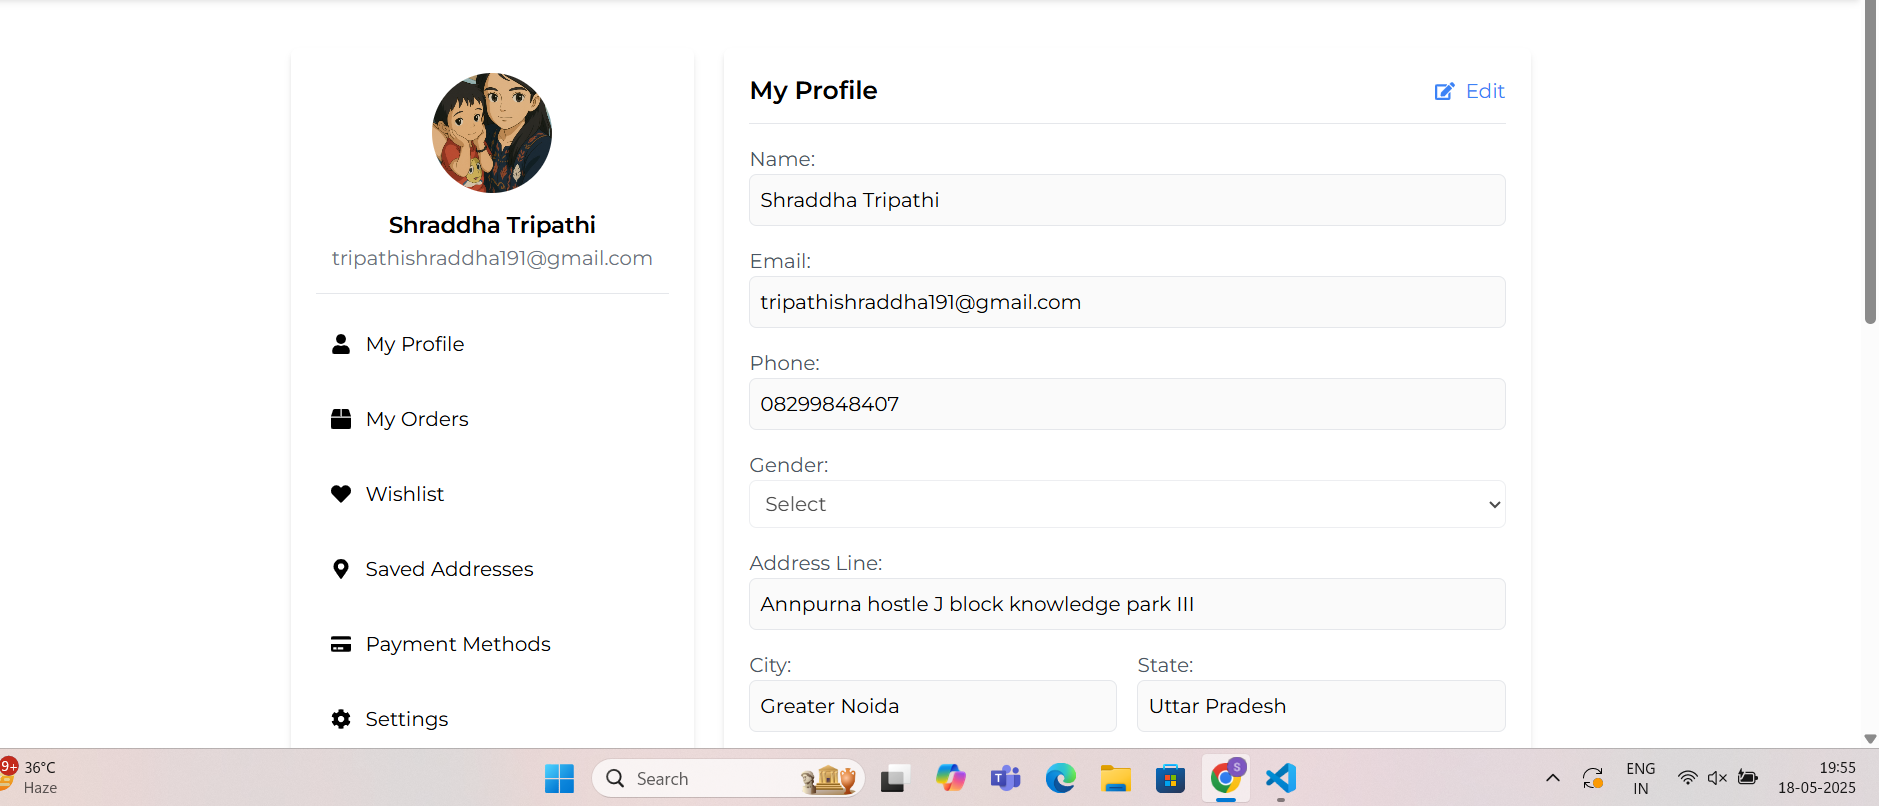 Shraddha Tripathi
tripathishraddha191@gmail.com
My Profile
My Orders
Wishlist
Saved Addresses
Payment Methods
Settings
My Profile
Edit
Name:
Shraddha Tripathi
Email:
tripathishraddha191@gmail.com
Phone:
08299848407
Gender:
Select
Address Line:
Annpurna hostle J block knowledge park III
City:
State:
Greater Noida
Uttar Pradesh
9+
36°C
Haze
Search
T
S
ENG
IN
19:55
18-05-2025